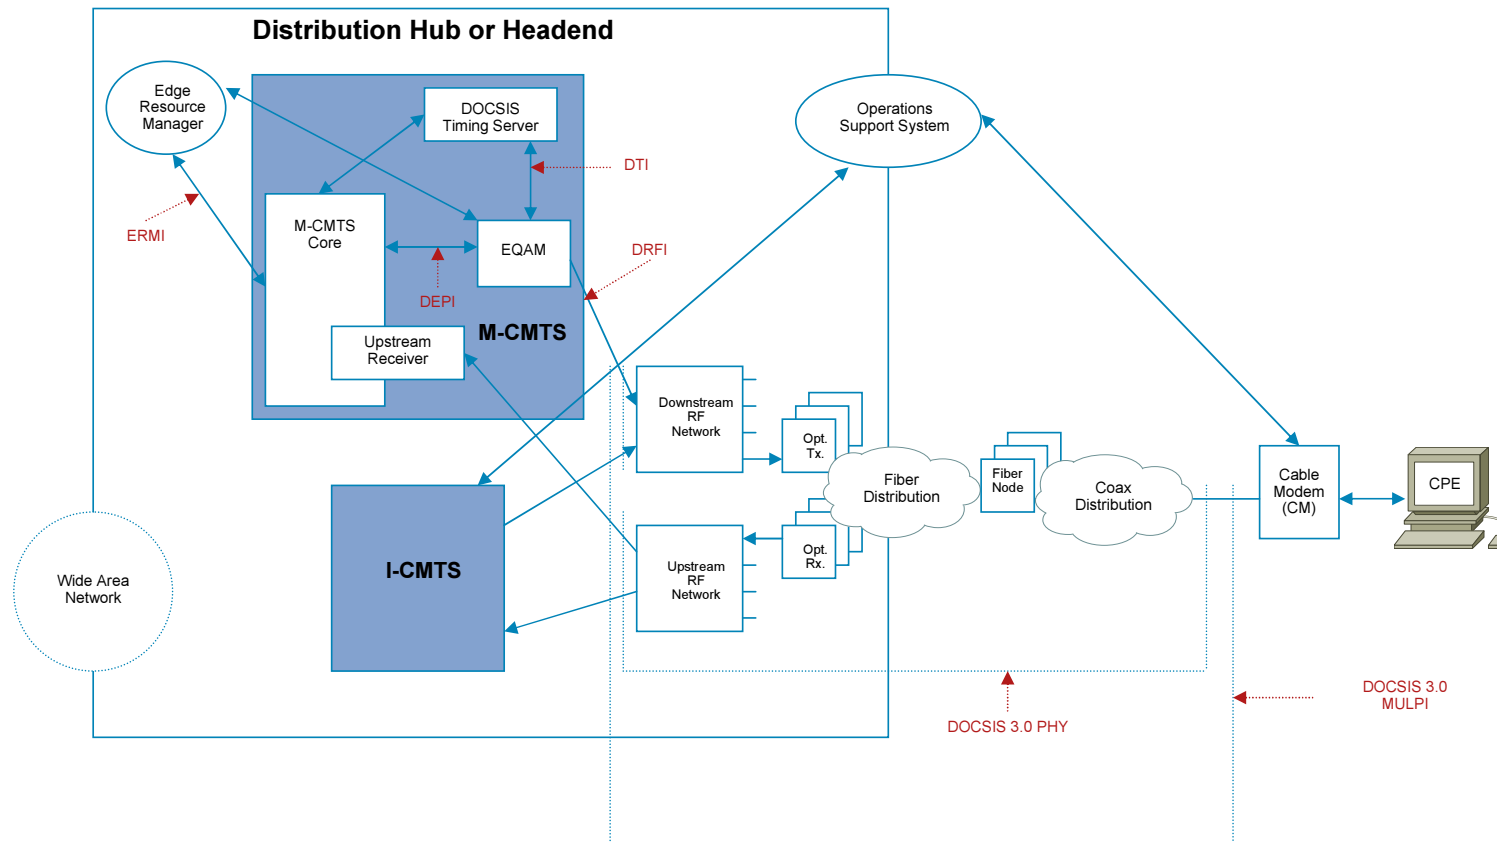 Distribution Hub or Headend
Edge
Resource
Manager
DOCSIS
Timing Server
Operations
Support System
DTI
ERMI
M-CMTS
Core
EQAM
DRFI
DEPI
M-CMTS
Upstream
Receiver
Downstream
RF
Network
Opt.
Tx.
Fiber
Distribution
Fiber
Node
Coax
Distribution
Cable
Modem
(CM)
CPE
I-CMTS
Upstream
RF
Network
Opt.
Rx.
Wide Area
Network
DOCSIS 3.0
MULPI
DOCSIS 3.0 PHY